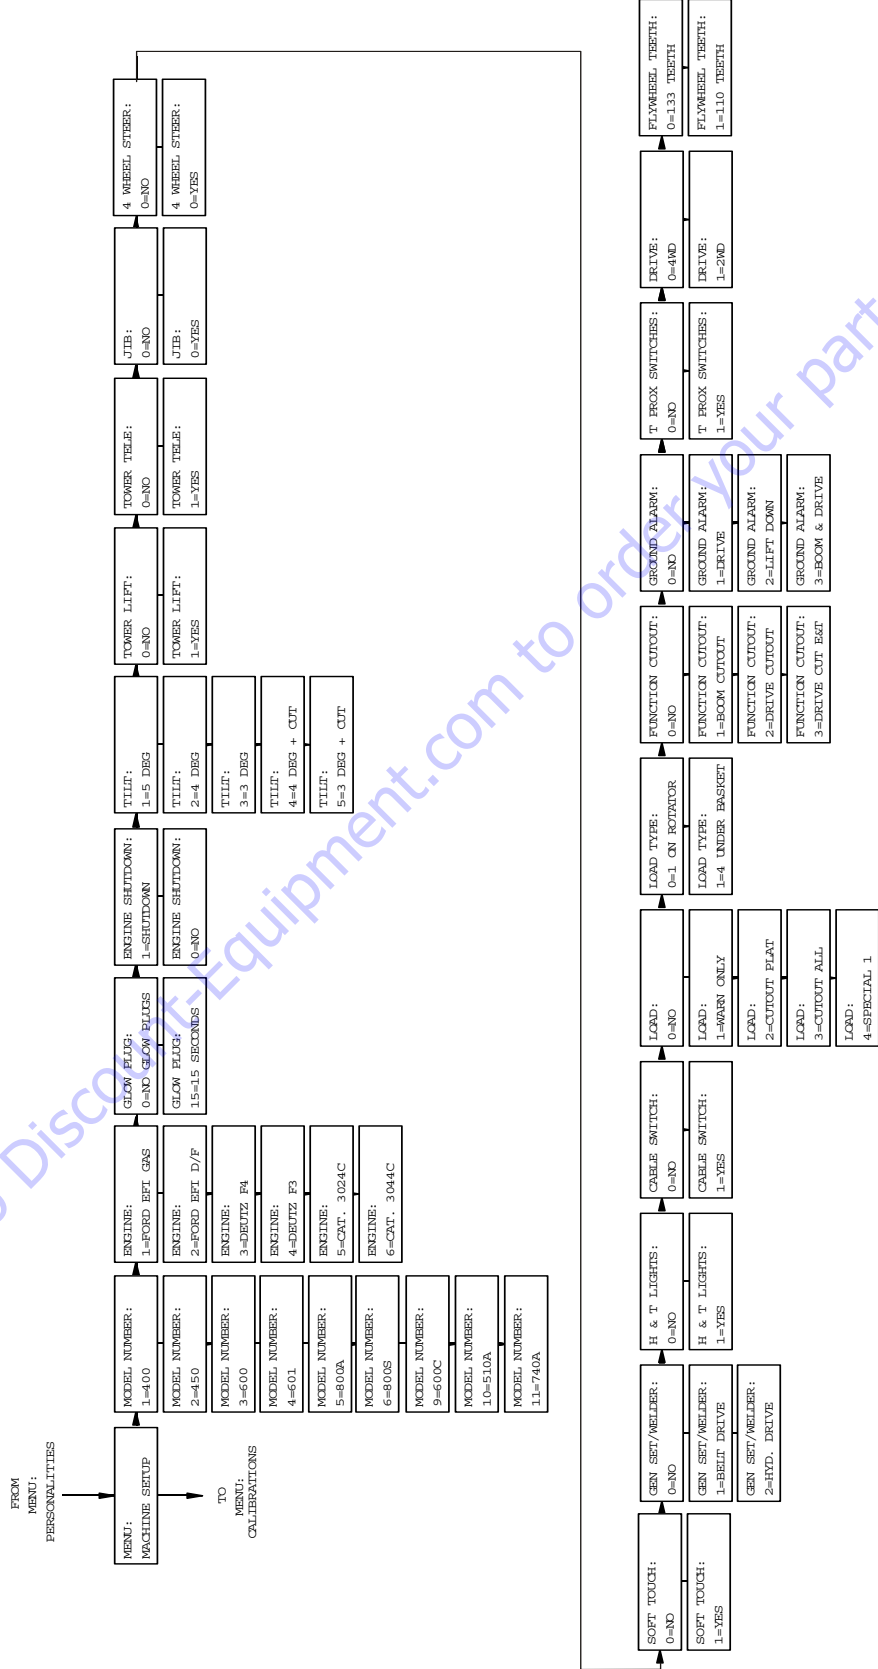 FROM
MENU:
PERSONALITIES
MENU:
MACHINE SETUP
TO
MENU:
CALIBRATIONS
MODEL NUMBER:
1=400
MODEL NUMBER:
2=450
MODEL NUMBER:
3=600
MODEL NUMBER:
4=601
MODEL NUMBER:
5=800A
MODEL NUMBER:
6=800S
MODEL NUMBER:
9=600C
MODEL NUMBER:
10=510A
MODEL NUMBER:
11=740A
ENGINE:
1=FORD EFI GAS
ENGINE:
2=FORD EFI D/F
ENGINE:
3=DEUTZ F4
ENGINE:
4=DEUTZ F3
ENGINE:
5=CAT. 3024C
ENGINE:
6=CAT. 3044C
GLOW PLUG:
0=NO GLOW PLUGS
GLOW PLUG:
15=15 SECONDS
ENGINE SHUTDOWN:
1=SHUTDOWN
ENGINE SHUTDOWN:
0=NO
TILT:
1=5 DEG
TILT:
2=4 DEG
TILT:
3=3 DEG
TILT:
4=4 DEG + CUT
TILT:
5=3 DEG + CUT
TOWER LIFT:
0=NO
TOWER LIFT:
1=YES
TOWER TELE:
0=NO
TOWER TELE:
1=YES
JIB:
0=NO
JIB:
0=YES
4 WHEEL STEER:
0=NO
4 WHEEL STEER:
0=YES
SOFT TOUCH:
0=NO
SOFT TOUCH:
1=YES
GEN SET/WELDER:
0=NO
GEN SET/WELDER:
1=BELT DRIVE
GEN SET/WELDER:
2=HYD. DRIVE
H & T LIGHTS:
0=NO
H & T LIGHTS:
1=YES
CABLE SWITCH:
0=NO
CABLE SWITCH:
1=YES
LOAD:
0=NO
LOAD:
1=WARN ONLY
LOAD:
2=CUTOUT PLAT
LOAD:
3=CUTOUT ALL
LOAD:
4=SPECIAL 1
LOAD TYPE:
0=1 ON ROTATOR
LOAD TYPE:
1=4 UNDER BASKET
FUNCTION CUTOUT:
0=NO
FUNCTION CUTOUT:
1=BOOM CUTOUT
FUNCTION CUTOUT:
2=DRIVE CUTOUT
FUNCTION CUTOUT:
3=DRIVE CUT E&T
GROUND ALARM:
0=NO
GROUND ALARM:
1=DRIVE
GROUND ALARM:
2=LIFT DOWN
GROUND ALARM:
3=BOOM & DRIVE
T PROX SWITCHES:
0=NO
T PROX SWITCHES:
1=YES
DRIVE:
0=4WD
DRIVE:
1=2WD
FLYWHEEL TEETH:
0=133 TEETH
FLYWHEEL TEETH:
1=110 TEETH
Discount-Equipment.com to order your part